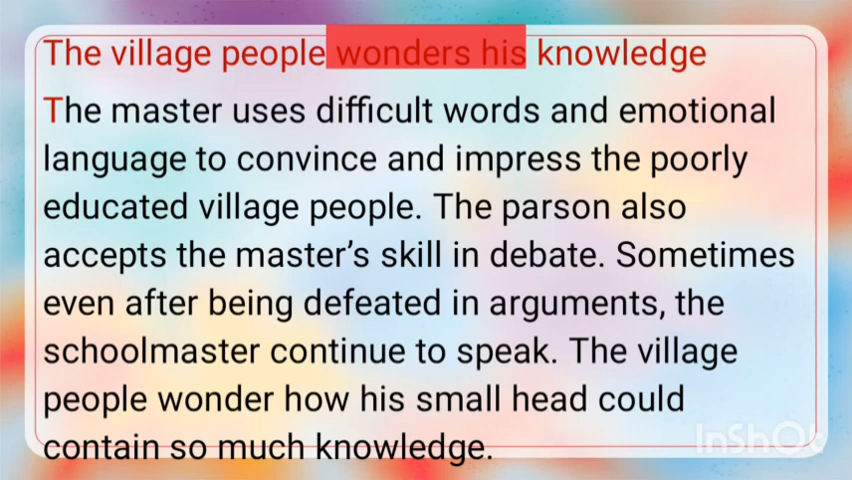 The village people wonders his knowledge
The master uses difficult words and emotional
language to convince and impress the poorly
educated village people. The parson also
accepts the master’s skill in debate. Sometimes
even after being defeated in arguments, the
schoolmaster continue to speak. The village
people wonder how his small head could
contain so much knowledge.
InShOt